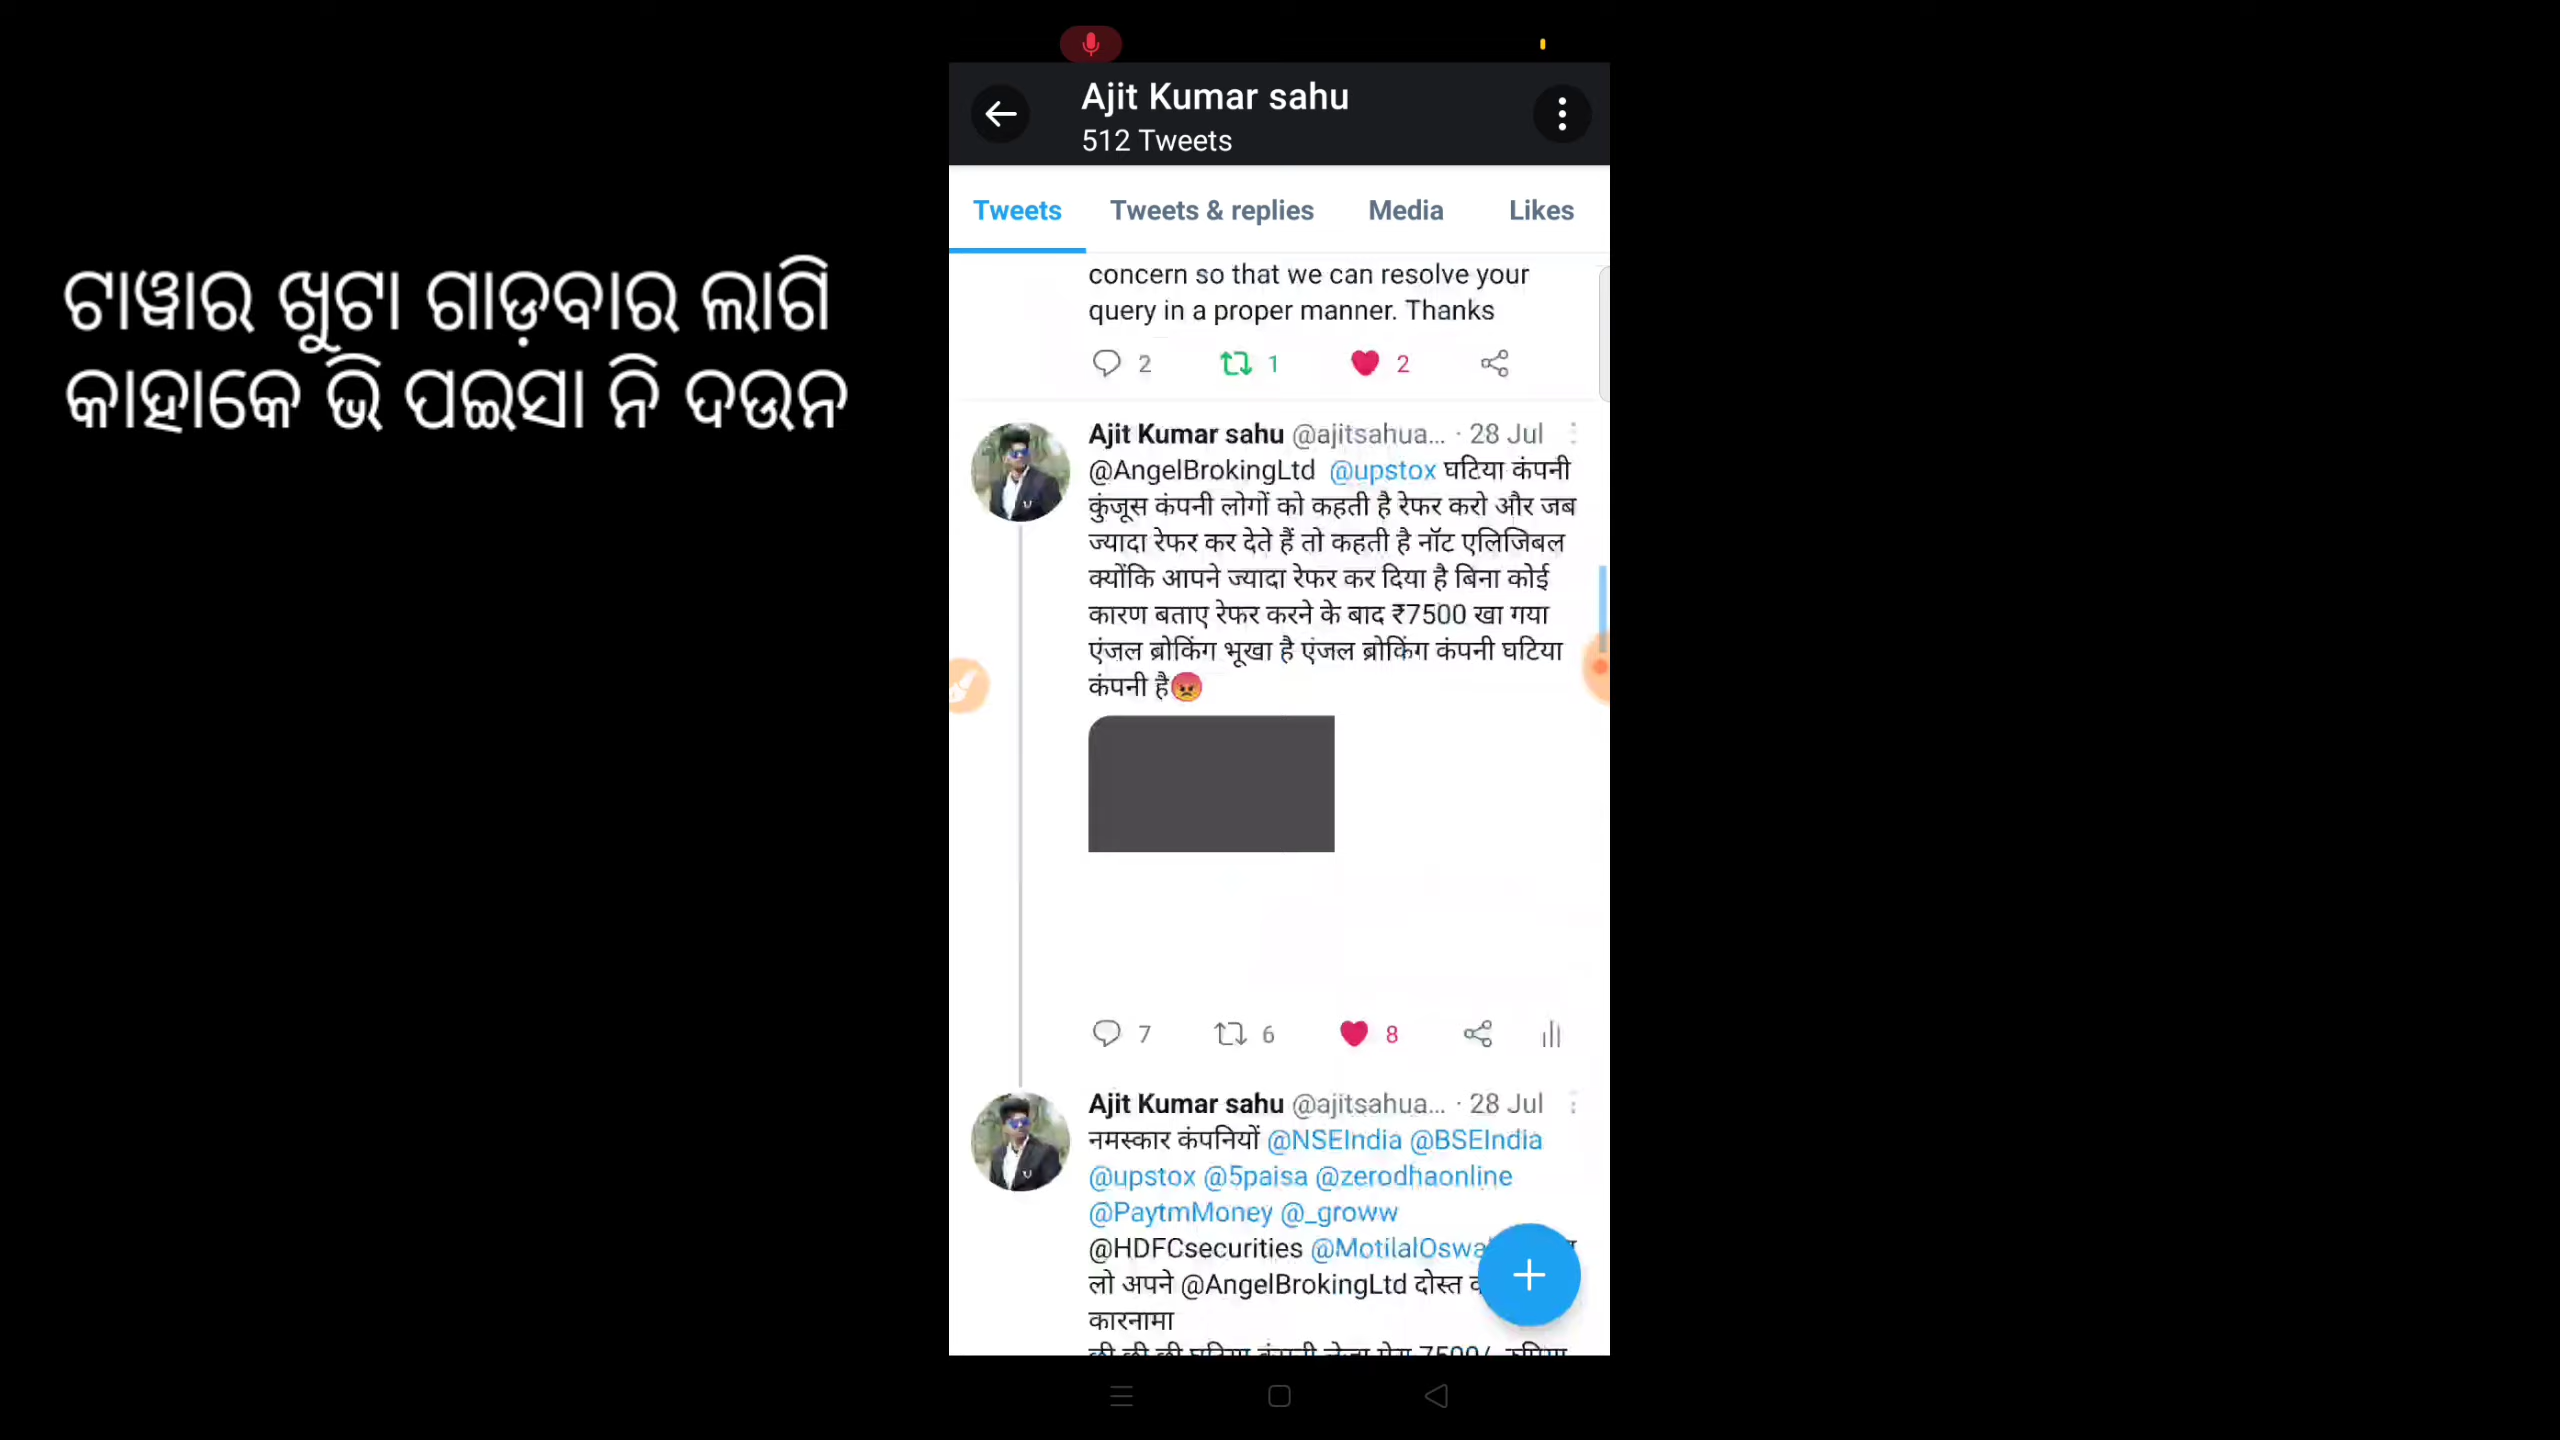 ଟାୱାର ଖୁଟା ଗାଡ଼ବାର ଲାଗି
କାହାକେ ଭି ପଇସା ନି ଦଉନ
Ajit Kumar sahu
512 Tweets
Tweets Tweets & replies Media Likes
concern so that we can resolve your
query in a proper manner. Thanks
2 1 2
Ajit Kumar sahu @ajitsahua... · 28 Jul
@AngelBrokingLtd @upstox घटिया कंपनी
कुंजूस कंपनी लोगों को कहती है रेफर करो और जब
ज्यादा रेफर कर देते हैं तो कहती है नॉट एलिजिबल
क्योंकि आपने ज्यादा रेफर कर दिया है बिना कोई
कारण बताए रेफर करने के बाद ₹7500 खा गया
एंजल ब्रोकिंग भूखा है एंजल ब्रोकिंग कंपनी घटिया
कंपनी है😡
7 6 8
Ajit Kumar sahu @ajitsahua... · 28 Jul
नमस्कार कंपनियों @NSEIndia @BSEIndia
@upstox @5paisa @zerodhaonline
@PaytmMoney @_groww
@HDFCsecurities @MotilalOswa
लो अपने @AngelBrokingLtd दोस्त
कारनामा